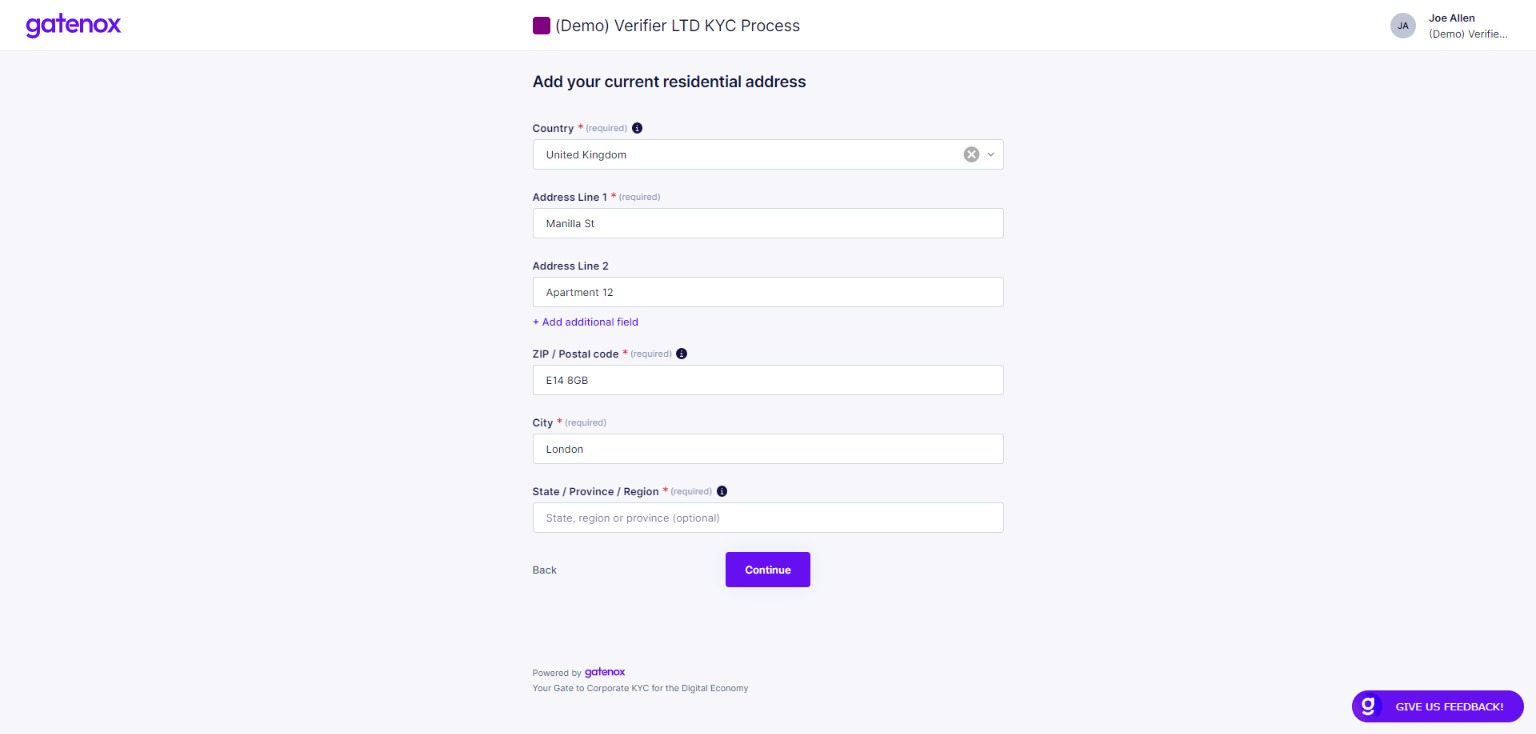 gatenox
(Demo) Verifier LTD KYC Process
JA
Joe Allen
(Demo) Verifie...
Add your current residential address
Country * (required)
United Kingdom
Address Line 1 * (required)
Manilla St
Address Line 2
Apartment 12
+ Add additional field
ZIP / Postal code * (required)
E14 8GB
City * (required)
London
State / Province / Region * (required)
State, region or province (optional)
Back
Continue
Powered by gatenox
Your Gate to Corporate KYC for the Digital Economy
g GIVE US FEEDBACK!